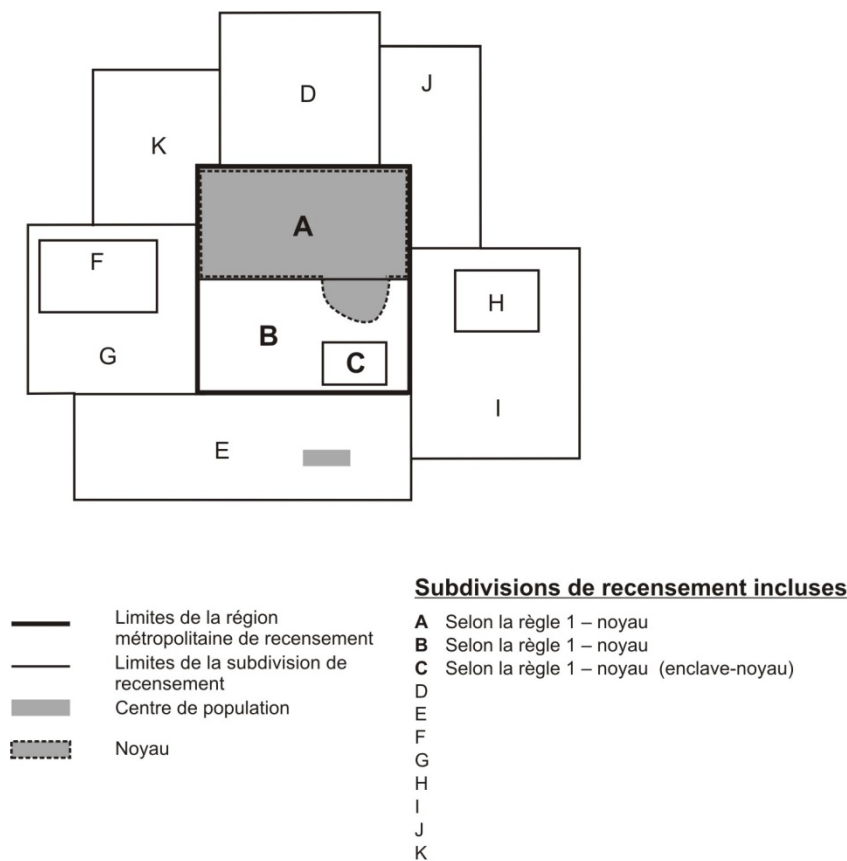 D
J
K
A
F
H
B
G
C
I
E
Limites de la région
métropolitaine de recensement
Limites de la subdivision de
recensement
Centre de population
Noyau
Subdivisions de recensement incluses
A Selon la règle 1 – noyau
B Selon la règle 1 – noyau
C Selon la règle 1 – noyau (enclave-noyau)
D
E
F
G
H
I
J
K